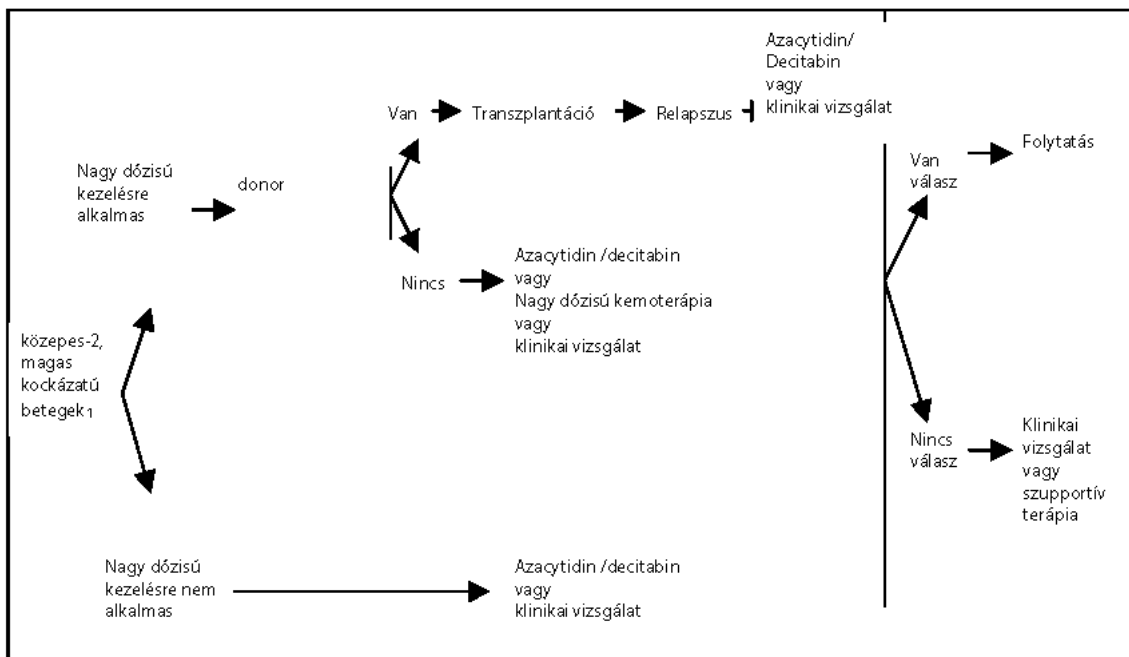 Azacytidin/
Decitabin
vagy
klinikai vizsgálat
Van
Transzplantáció
Relapszus
Nagy dózisú
kezelésre
alkalmas
donor
Van
válasz
Folytatás
Nincs
Azacytidin /decitabin
vagy
Nagy dózisú kemoterápia
vagy
klinikai vizsgálat
közepes-2,
magas
kockázatú
betegek1
Nincs
válasz
Klinikai
vizsgálat
vagy
szupportív
terápia
Nagy dózisú
kezelésre nem
alkalmas
Azacytidin /decitabin
vagy
klinikai vizsgálat